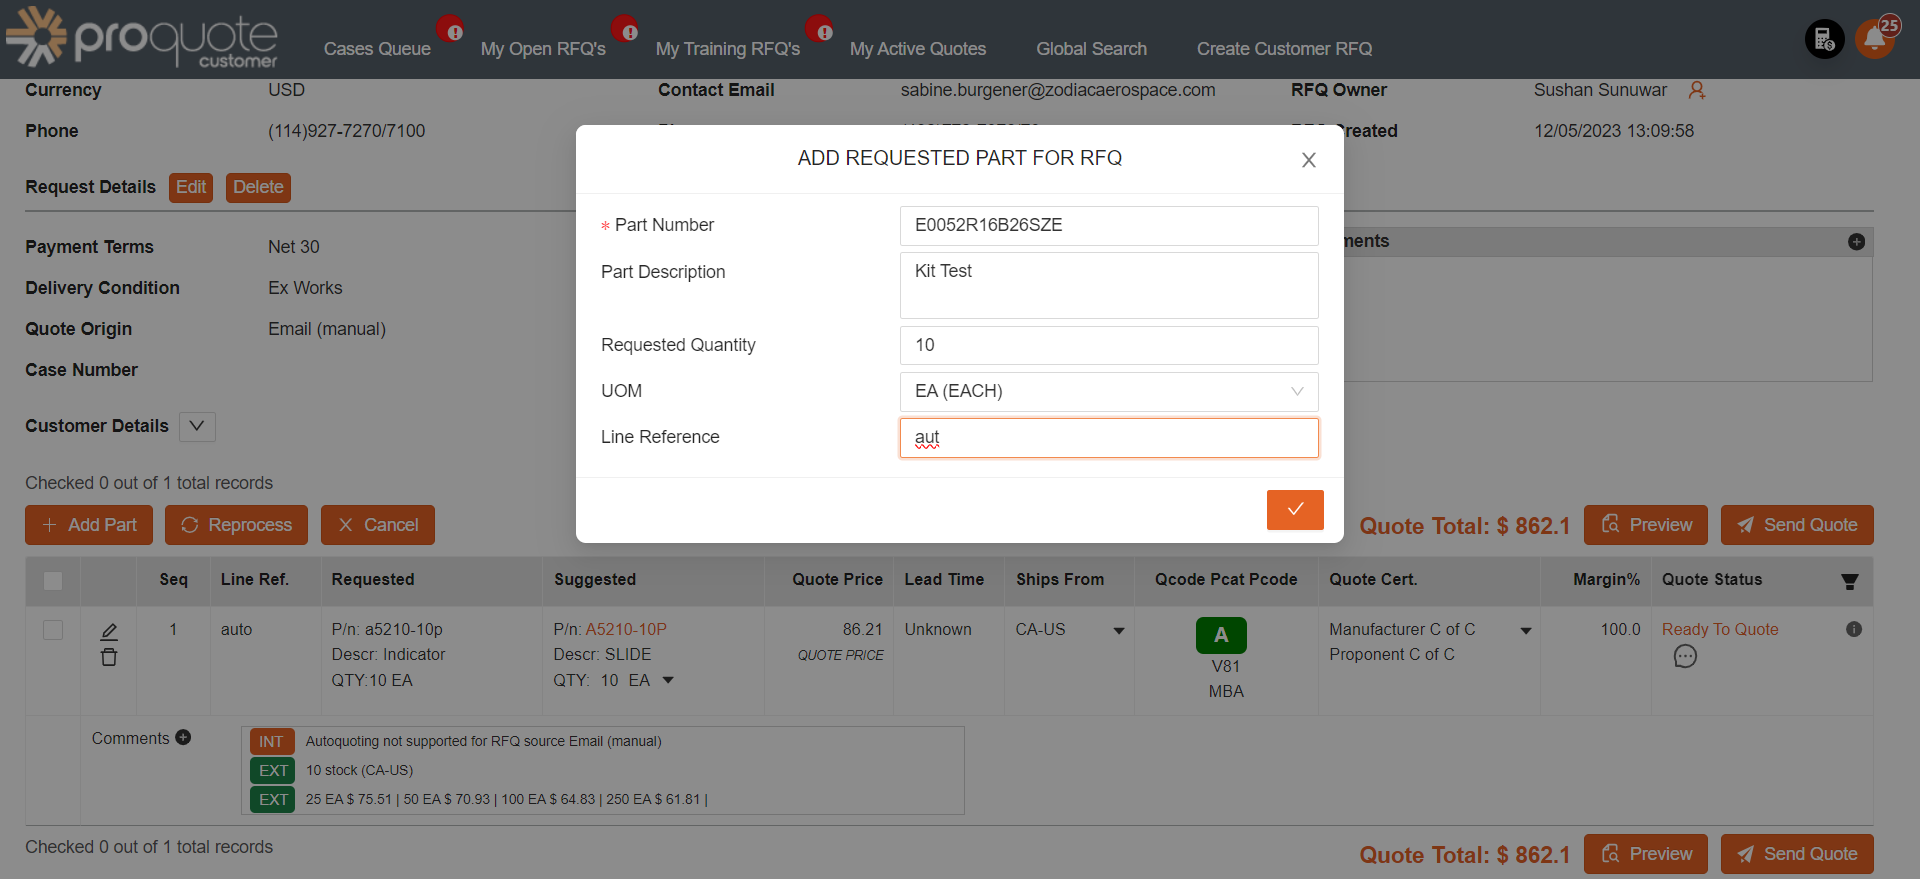 proquote
customer
Cases Queue
My Open RFQ's
My Training RFQ's
My Active Quotes
Global Search
Create Customer RFQ
25
Currency USD Contact Email sabine.burgener@zodiacaerospace.com RFQ Owner Sushan Sunuwar
Phone (114)927-7270/7100
reated 12/05/2023 13:09:58
ADD REQUESTED PART FOR RFQ
Request Details Edit Delete
* Part Number E0052R16B26SZE
Payment Terms Net 30
ments
Part Description Kit Test
Delivery Condition Ex Works
Quote Origin Email (manual)
Requested Quantity 10
Case Number
UOM EA (EACH)
Customer Details
Line Reference aut
Checked 0 out of 1 total records
Add Part Reprocess Cancel
Quote Total: $ 862.1 Preview Send Quote
Seq Line Ref. Requested Suggested Quote Price Lead Time Ships From Qcode Pcat Pcode Quote Cert. Margin% Quote Status
1 auto P/n: a5210-10p P/n: A5210-10P 86.21 Unknown CA-US A Manufacturer C of C 100.0 Ready To Quote
Descr: Indicator Descr: SLIDE QUOTE PRICE V81 Proponent C of C
QTY:10 EA QTY: 10 EA MBA
Comments
INT Autoquoting not supported for RFQ source Email (manual)
EXT 10 stock (CA-US)
EXT 25 EA $ 75.51 | 50 EA $ 70.93 | 100 EA $ 64.83 | 250 EA $ 61.81 |
Checked 0 out of 1 total records
Quote Total: $ 862.1 Preview Send Quote